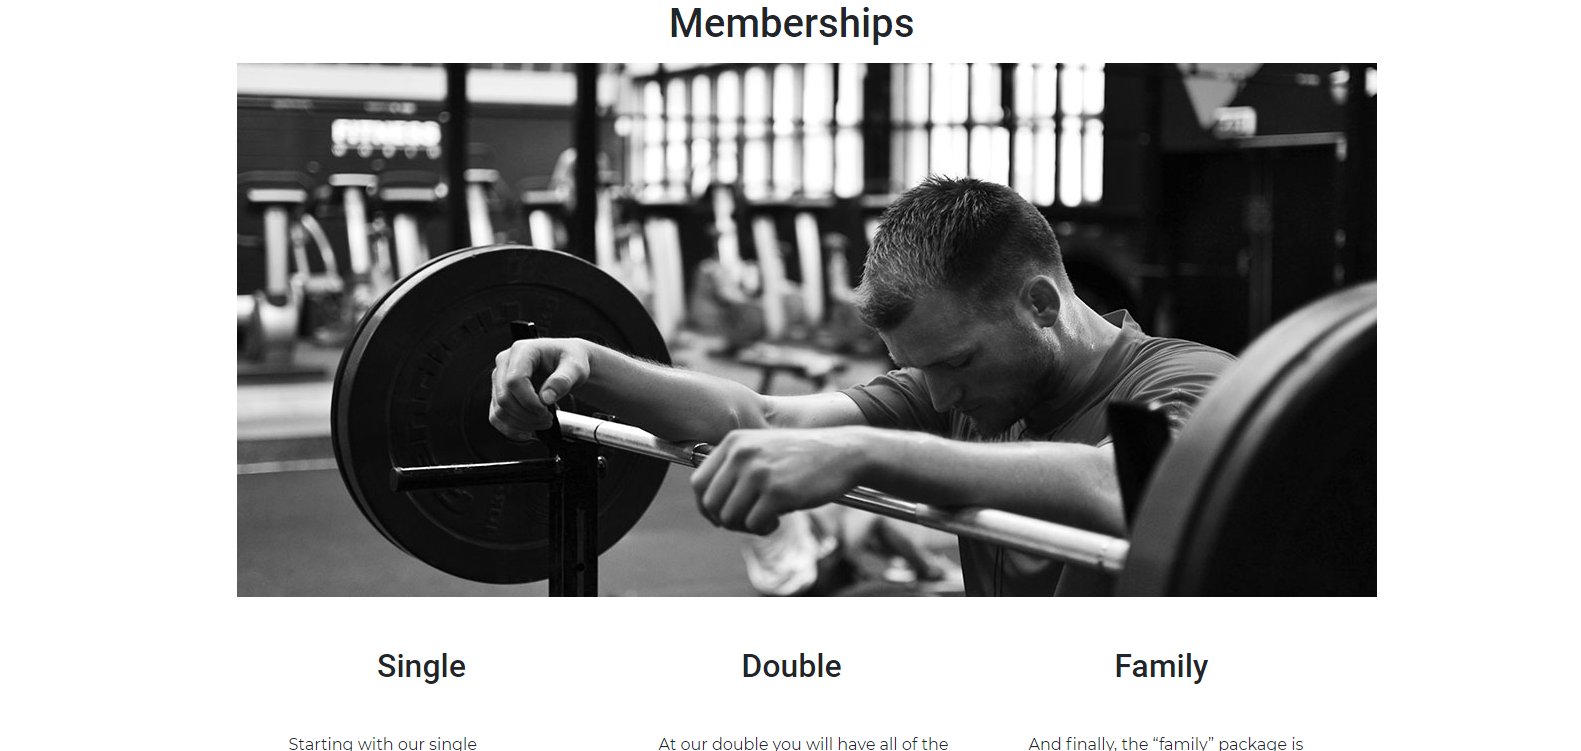 Memberships
FITNESS
Single
Double
Family
Starting with our single
At our double you will have all of the
And finally, the “family” package is